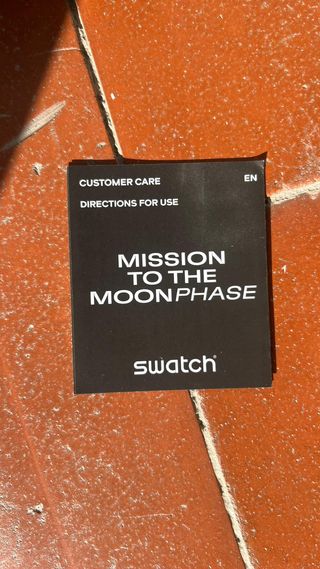 CUSTOMER CARE EN
DIRECTIONS FOR USE
MISSION
TO THE
MOONPHASE
swatch